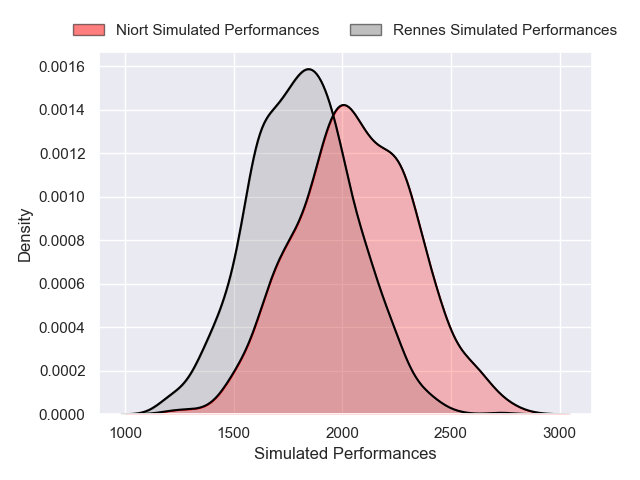 Niort Simulated Performances Rennes Simulated Performances
0.0016
0.0014
0.0012
0.0010
0.0008
0.0006
0.0004
0.0002
0.0000
Density
1000 1500 2000 2500 3000
Simulated Performances